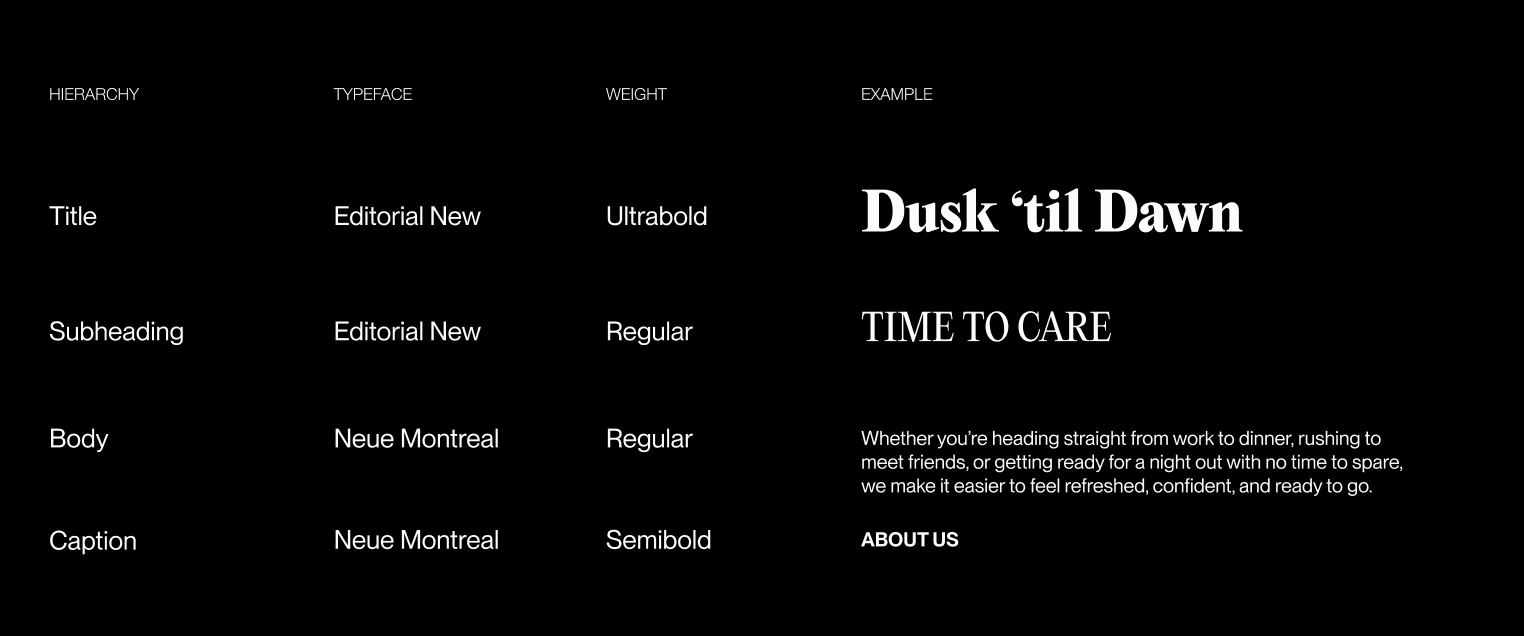 HIERARCHY TYPEFACE WEIGHT EXAMPLE
Title Editorial New Ultrabold Dusk ‘til Dawn
Subheading Editorial New Regular TIME TO CARE
Body Neue Montreal Regular Whether you’re heading straight from work to dinner, rushing to
meet friends, or getting ready for a night out with no time to spare,
we make it easier to feel refreshed, confident, and ready to go.
Caption Neue Montreal Semibold ABOUT US